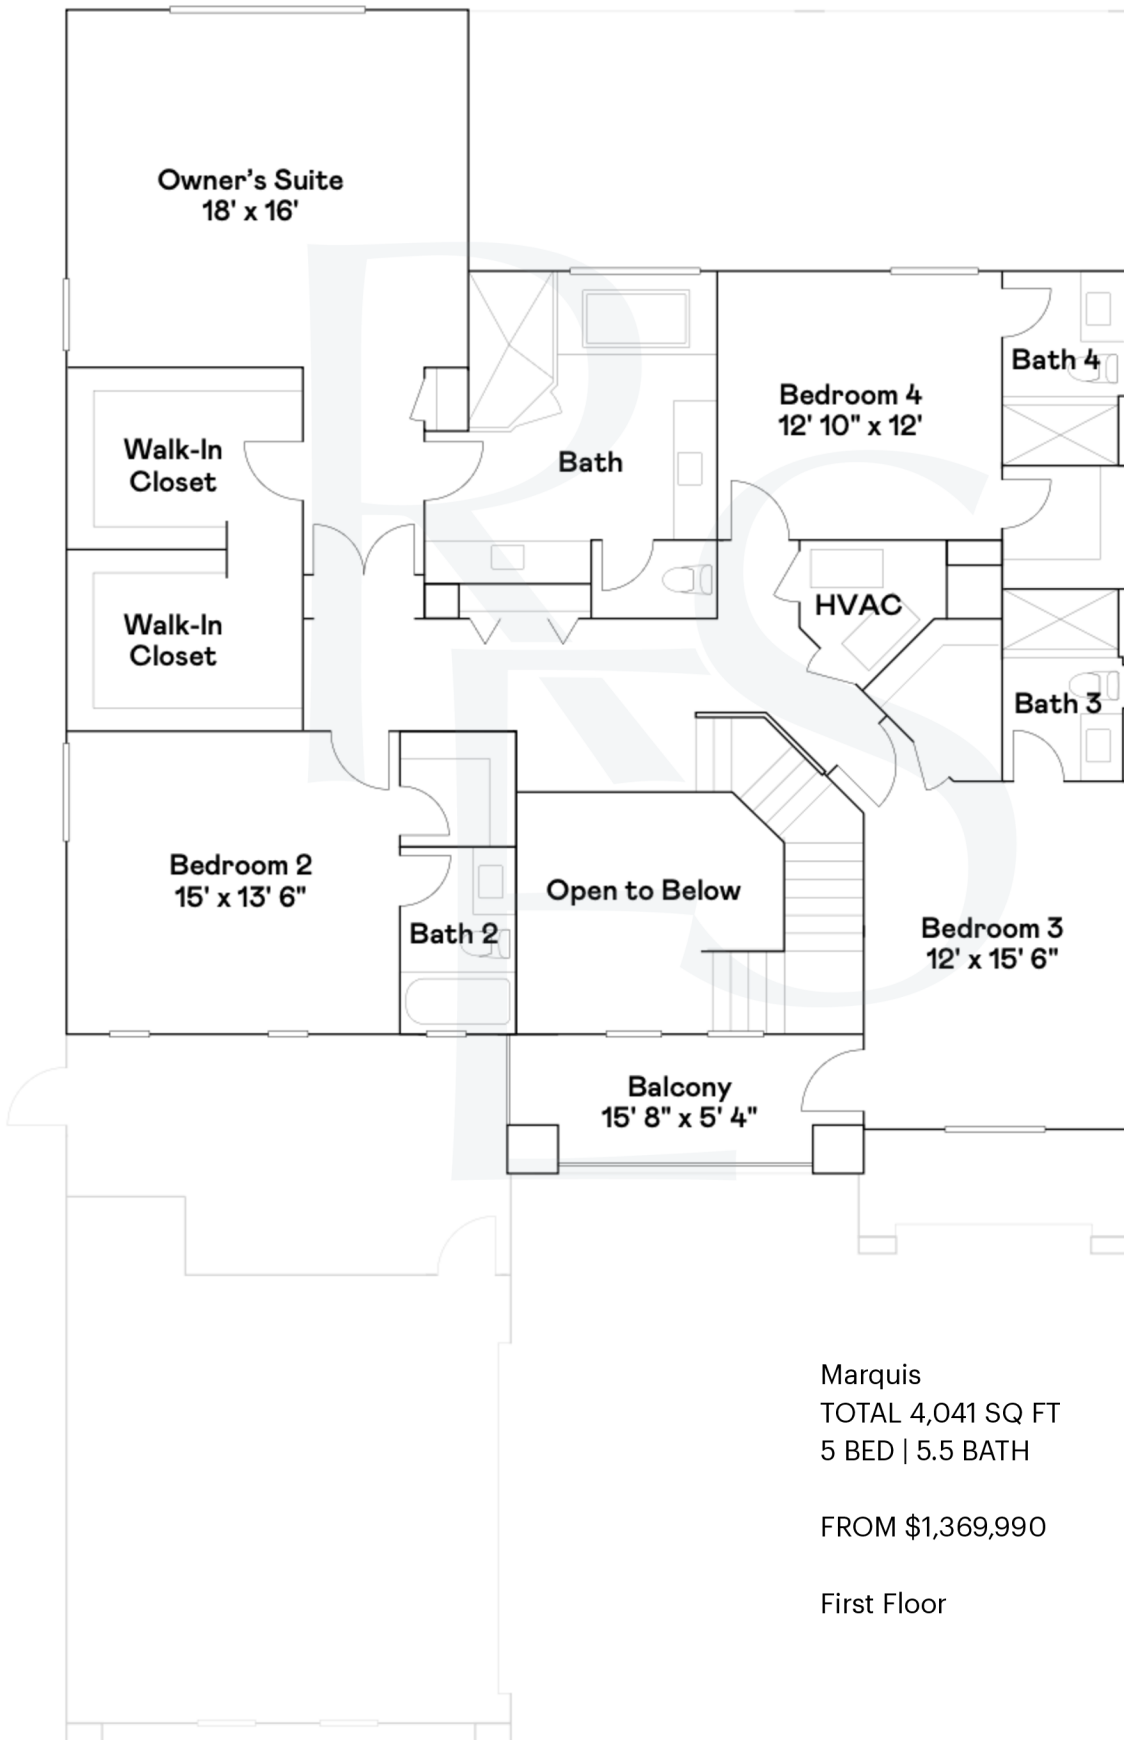 Owner’s Suite
18' x 16'
Walk-In
Closet
Bath
Bedroom 4
12' 10" x 12'
Bath 4
Walk-In
Closet
HVAC
Bath 3
Bedroom 2
15' x 13' 6"
Bath 2
Open to Below
Bedroom 3
12' x 15' 6"
Balcony
15' 8" x 5' 4"
Marquis
TOTAL 4,041 SQ FT
5 BED | 5.5 BATH
FROM $1,369,990
First Floor
RES